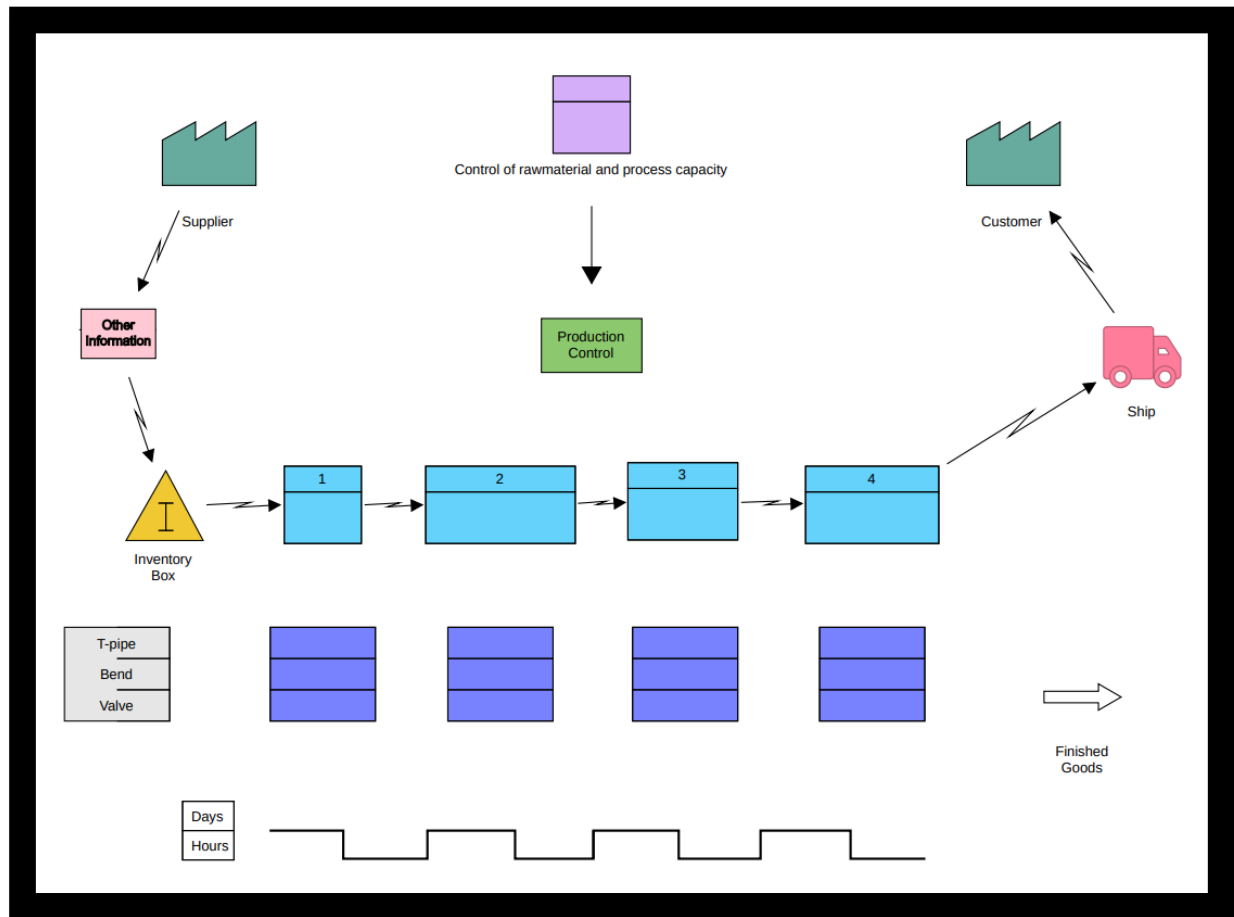 Control of rawmaterial and process capacity
Supplier
Customer
Other
Information
Production
Control
Ship
1
2
3
4
I
Inventory
Box
T-pipe
Bend
Valve
Finished
Goods
Days
Hours